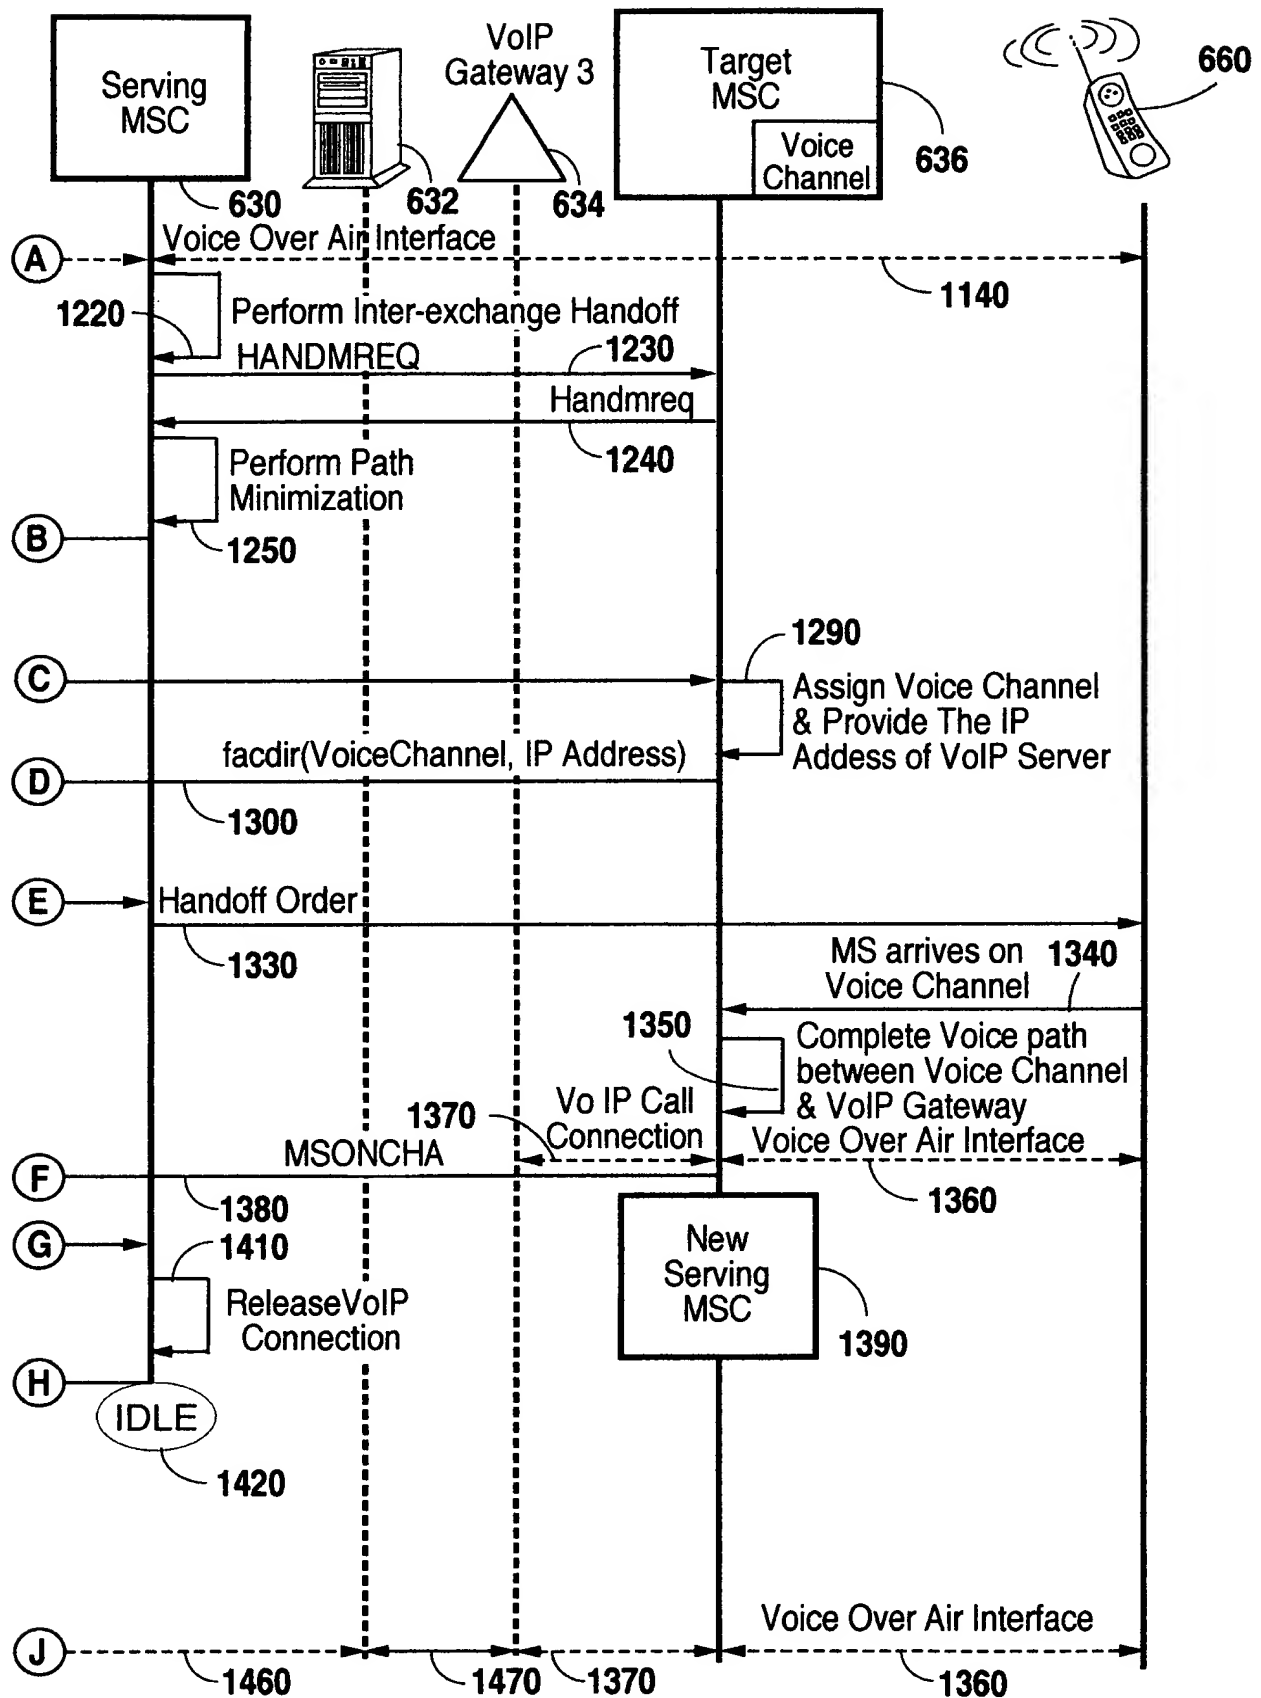 Serving
MSC
VoIP
Gateway 3
Target
MSC
Voice
Channel
660
636
630
632
634
A
Voice Over Air Interface
1140
1220
Perform Inter-exchange Handoff
HANDMREQ
1230
Handmreq
1240
Perform Path
Minimization
B
1250
1290
C
Assign Voice Channel
& Provide The IP
Addess of VoIP Server
facdir(VoiceChannel, IP Address)
D
1300
E
Handoff Order
1330
MS arrives on
Voice Channel
1340
1350
Complete Voice path
between Voice Channel
& VoIP Gateway
Vo IP Call
Connection
1370
Voice Over Air Interface
MSONCHA
F
1380
1360
G
1410
New
Serving
MSC
ReleaseVoIP
Connection
1390
H
IDLE
1420
Voice Over Air Interface
J
1460
1470
1370
1360